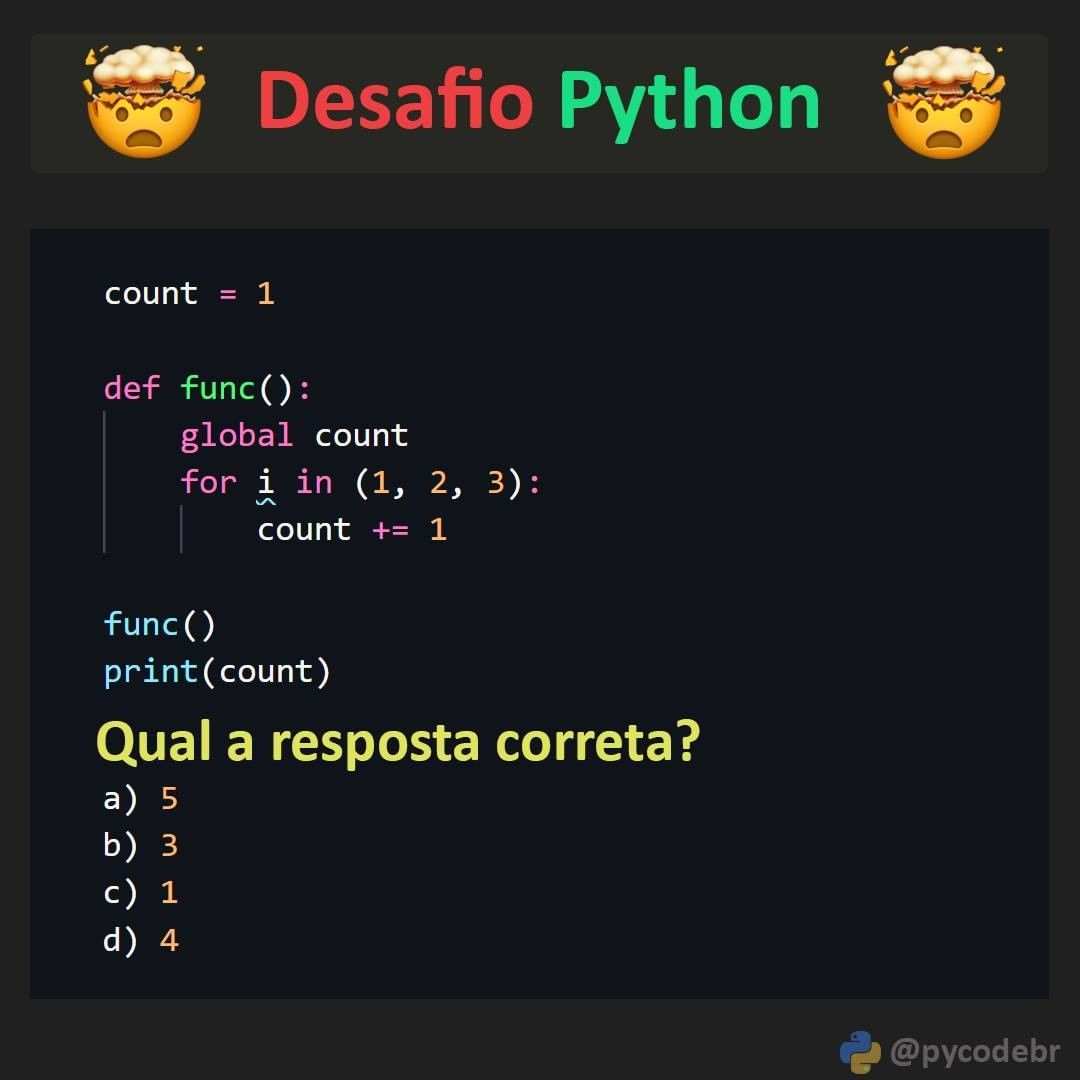 Desafio Python
count = 1
def func():
    global count
    for i in (1, 2, 3):
        count += 1
func()
print(count)
Qual a resposta correta?
a) 5
b) 3
c) 1
d) 4
@pycodebr